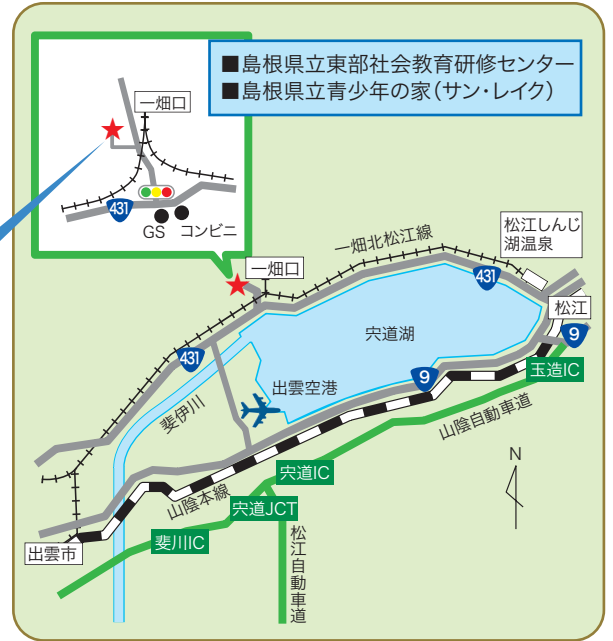 ■島根県立東部社会教育研修センター
■島根県立青少年の家(サン・レイク)
一畑口
431
GS
コンビニ
一畑口
一畑北松江線
松江しんじ
湖温泉
431
松江
9
宍道湖
431
出雲空港
9
玉造IC
斐伊川
山陰自動車道
宍道IC
N
山陰本線
宍道JCT
斐川IC
出雲市
松江自動車道